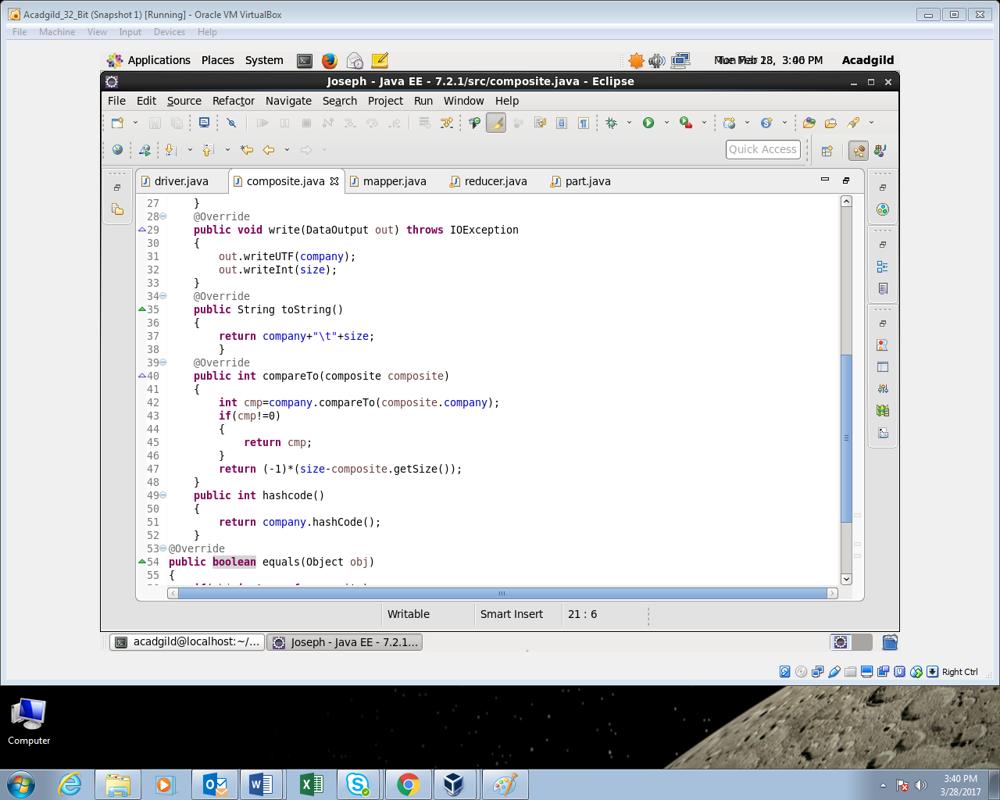 Acadgild_32_Bit (Snapshot 1) [Running] - Oracle VM VirtualBox
File Machine View Input Devices Help
Applications Places System
3:40 PM Acadgild
Joseph - Java EE - 7.2.1/src/composite.java - Eclipse
File Edit Source Refactor Navigate Search Project Run Window Help
Quick Access
driver.java composite.java mapper.java reducer.java part.java
27 }
28 @Override
29 public void write(DataOutput out) throws IOException
30 {
31 out.writeUTF(company);
32 out.writeInt(size);
33 }
34 @Override
35 public String toString()
36 {
37 return company+"\t"+size;
38 }
39 @Override
40 public int compareTo(composite composite)
41 {
42 int cmp=company.compareTo(composite.company);
43 if(cmp!=0)
44 {
45 return cmp;
46 }
47 return (-1)*(size-composite.getSize());
48 }
49 public int hashcode()
50 {
51 return company.hashCode();
52 }
53 @Override
54 public boolean equals(Object obj)
55 {
Writable Smart Insert 21 : 6
acadgild@localhost:~/... Joseph - Java EE - 7.2.1...
Right Ctrl
Computer
3:40 PM
3/28/2017